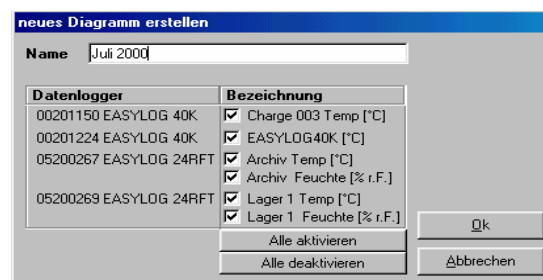 neues Diagramm erstellen
Name Juli 2000
Datenlogger Bezeichnung
00201150 EASYLOG 40K Charge 003 Temp [°C]
00201224 EASYLOG 40K EASYLOG40K [°C]
05200267 EASYLOG 24RFT Archiv Temp [°C]
Archiv Feuchte [% r.F.]
05200269 EASYLOG 24RFT Lager 1 Temp [°C]
Lager 1 Feuchte [% r.F.]
Alle aktivieren
Alle deaktivieren
Ok
Abbrechen